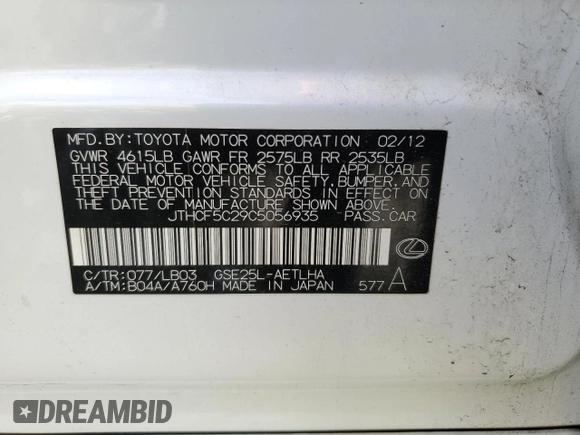 MFD.BY:TOYOTA MOTOR CORPORATION 02/12
GVWR 4615LB GAWR FR 2575LB RR 2535LB
THIS VEHICLE CONFORMS TO ALL APPLICABLE
FEDERAL MOTOR VEHICLE SAFETY,BUMPER,AND
THEFT PREVENTION STANDARDS IN EFFECT ON
THE DATE OF MANUFACTURE SHOWN ABOVE.
JTHCF5C29C5056935 PASS.CAR
C/TR:077/LB03 GSE25L-AETLHA
A/TM:B04A/A760H MADE IN JAPAN 577 A
DREAMBID